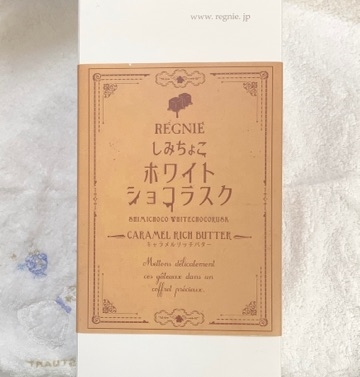 www. regnie. jp
RÉGNIÉ
しみちょこ
ホワイト
ショコラスク
SHIMICHOCO WHITECHOCORUSK
CARAMEL RICH BUTTER
キャラメルリッチバター
Mettons délicatement
ces gâteaux dans un
coffret précieux.